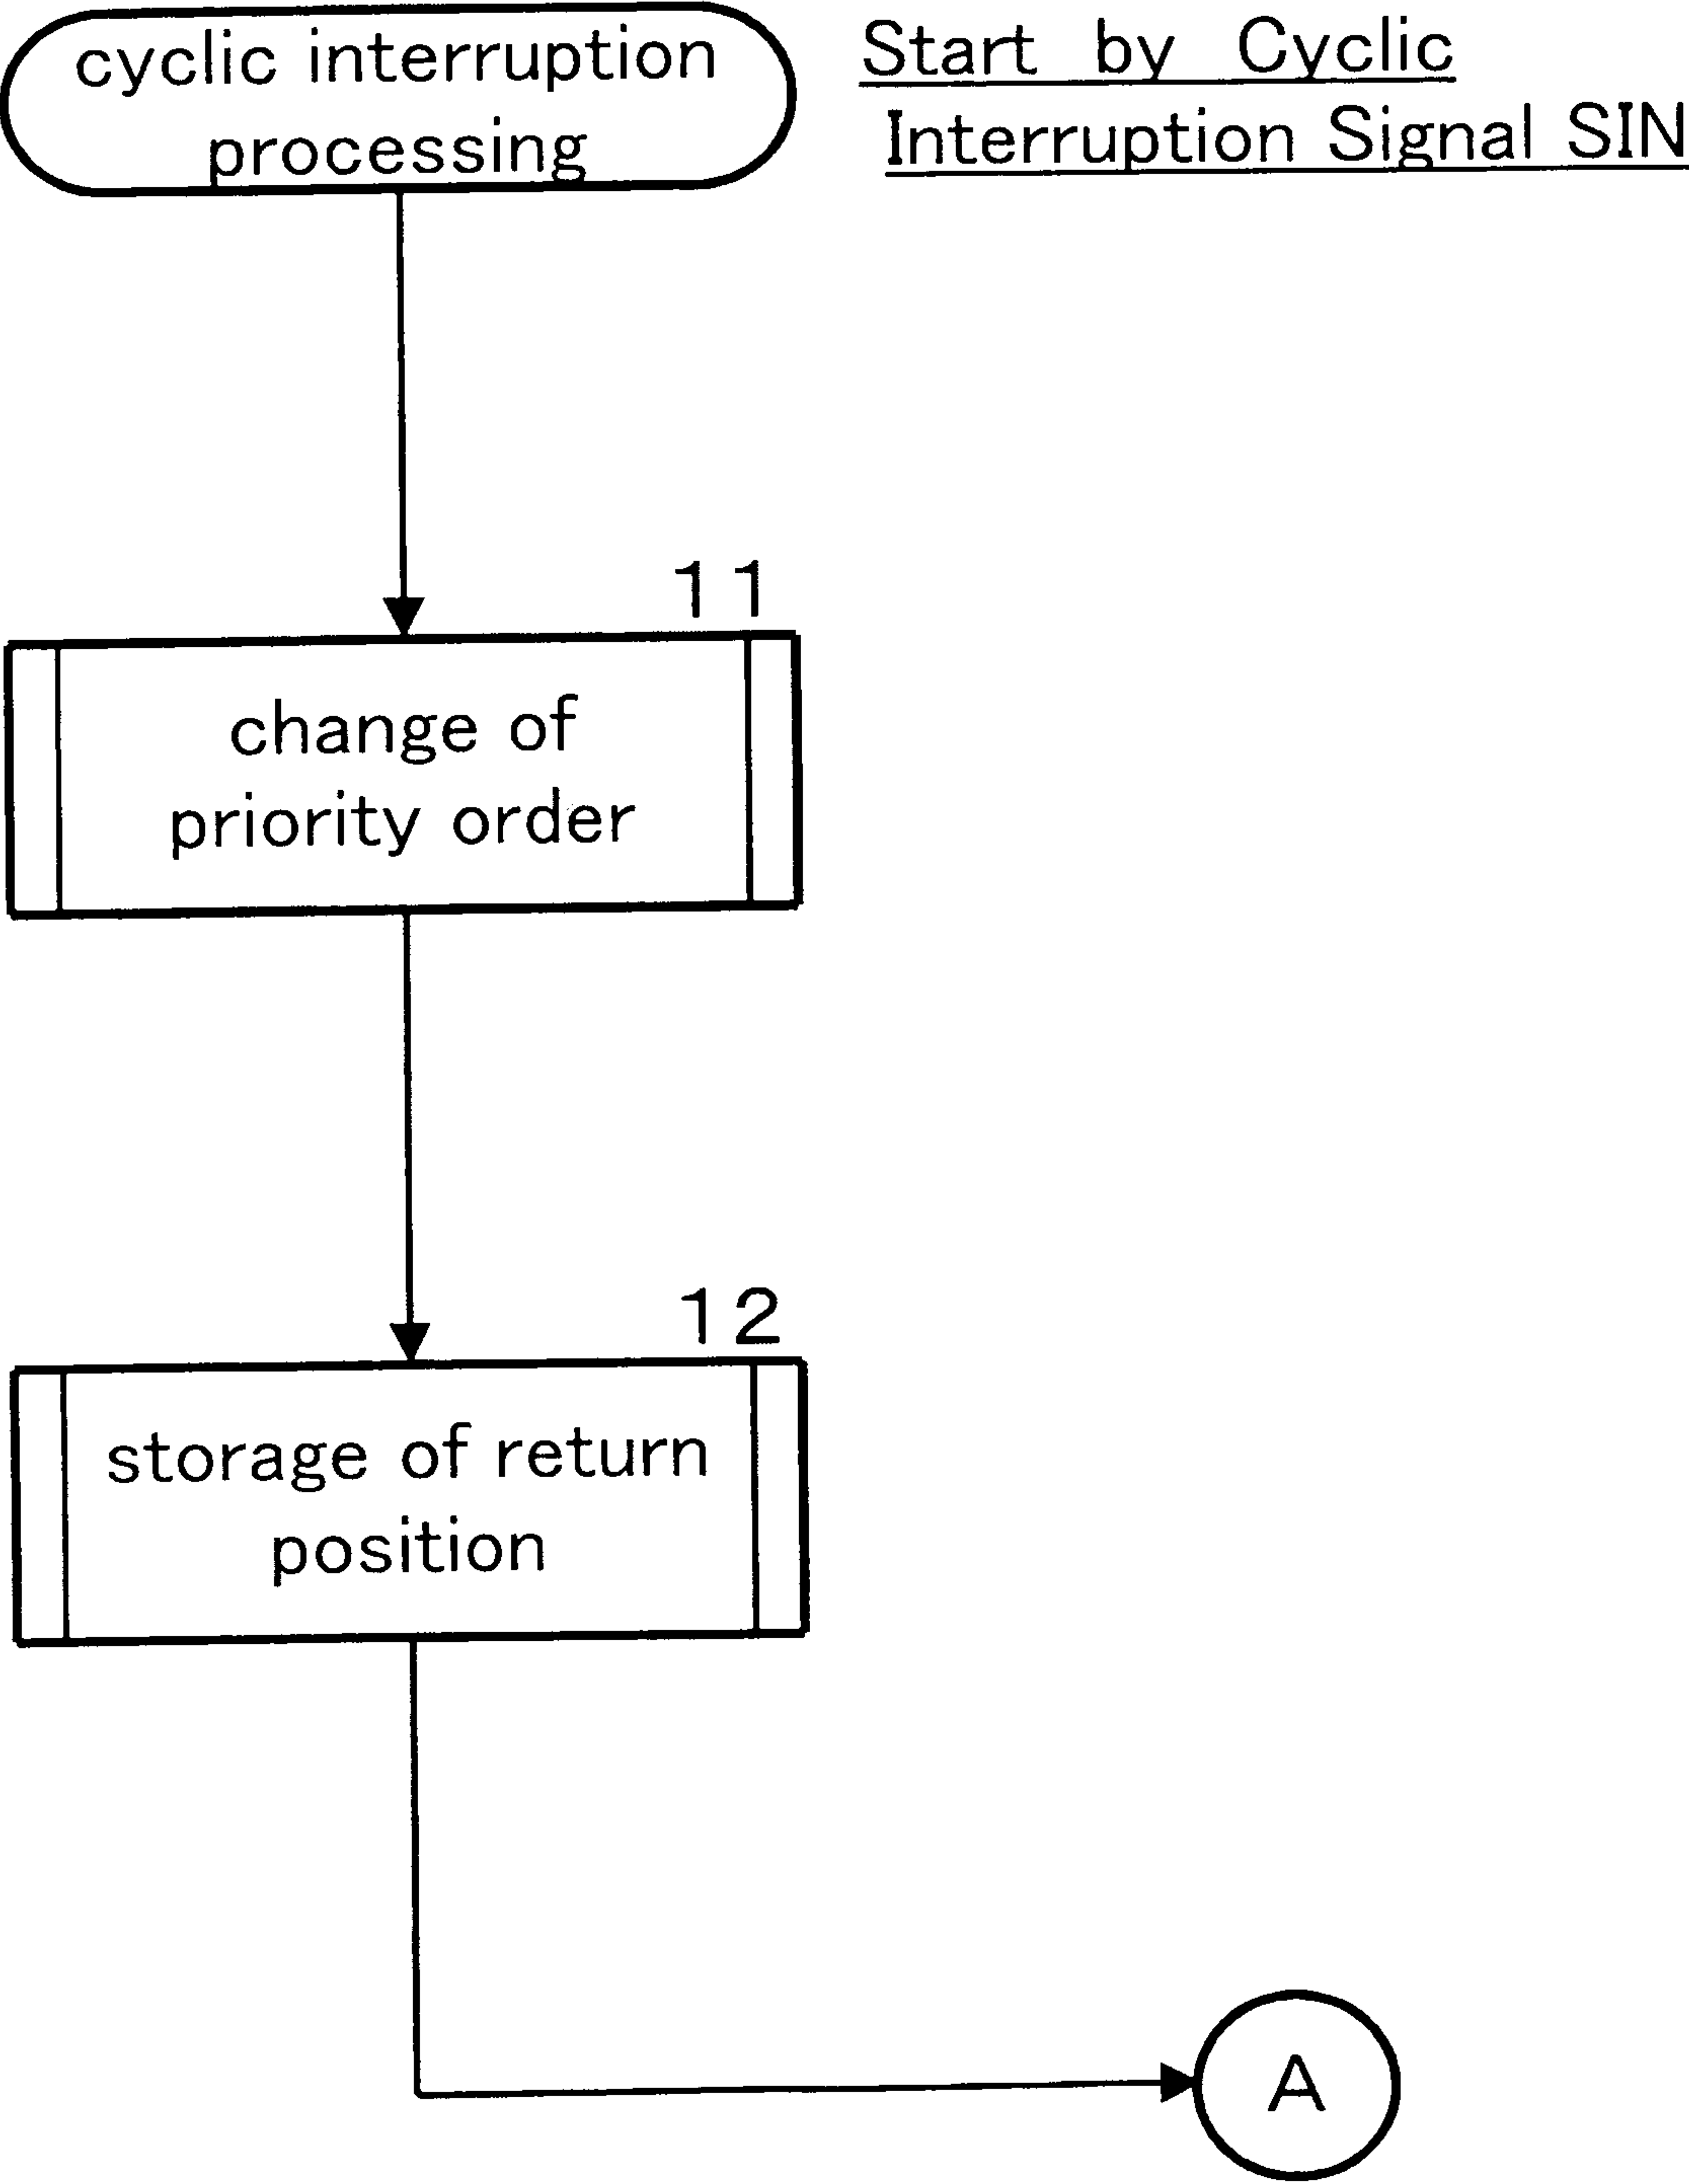 cyclic interruption
processing
Start by Cyclic
Interruption Signal SIN
11
change of
priority order
12
storage of return
position
A